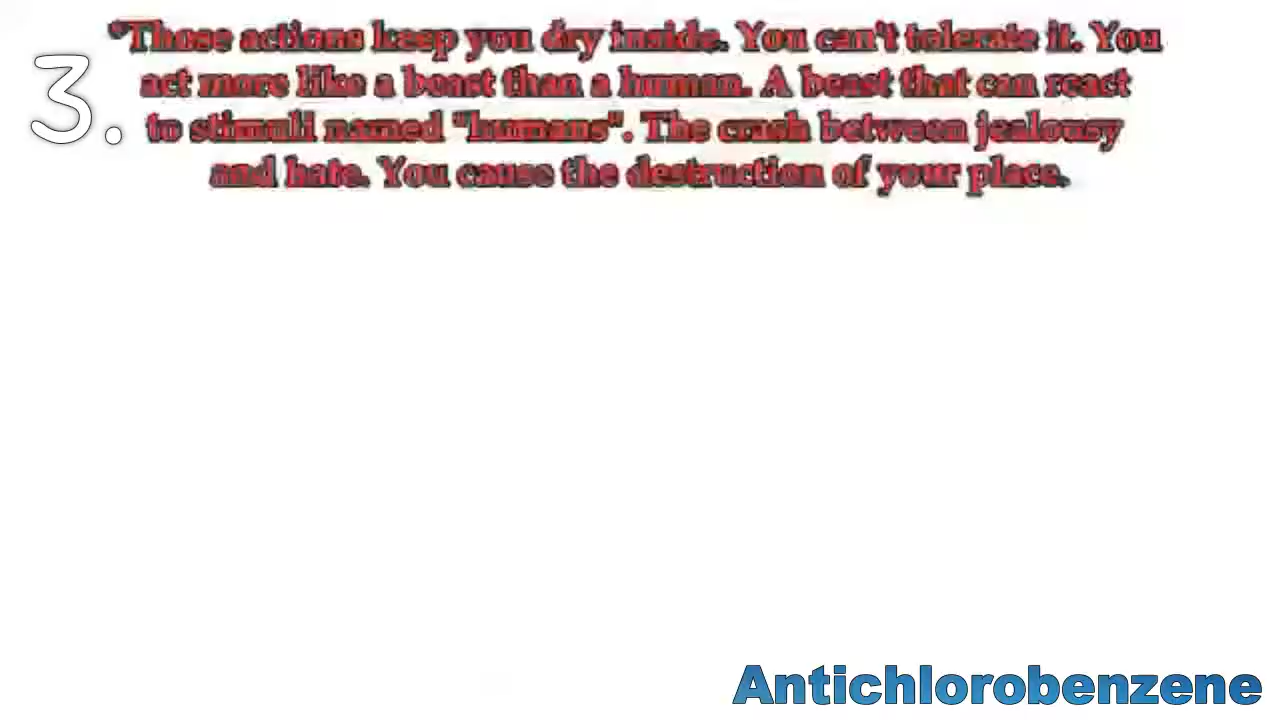 3.
"Those actions keep you dry inside. You can't tolerate it. You
act more like a beast than a human. A beast that can react
to stimuli named "humans". The crash between jealousy
and hate. You cause the destruction of your place.
Antichlorobenzene